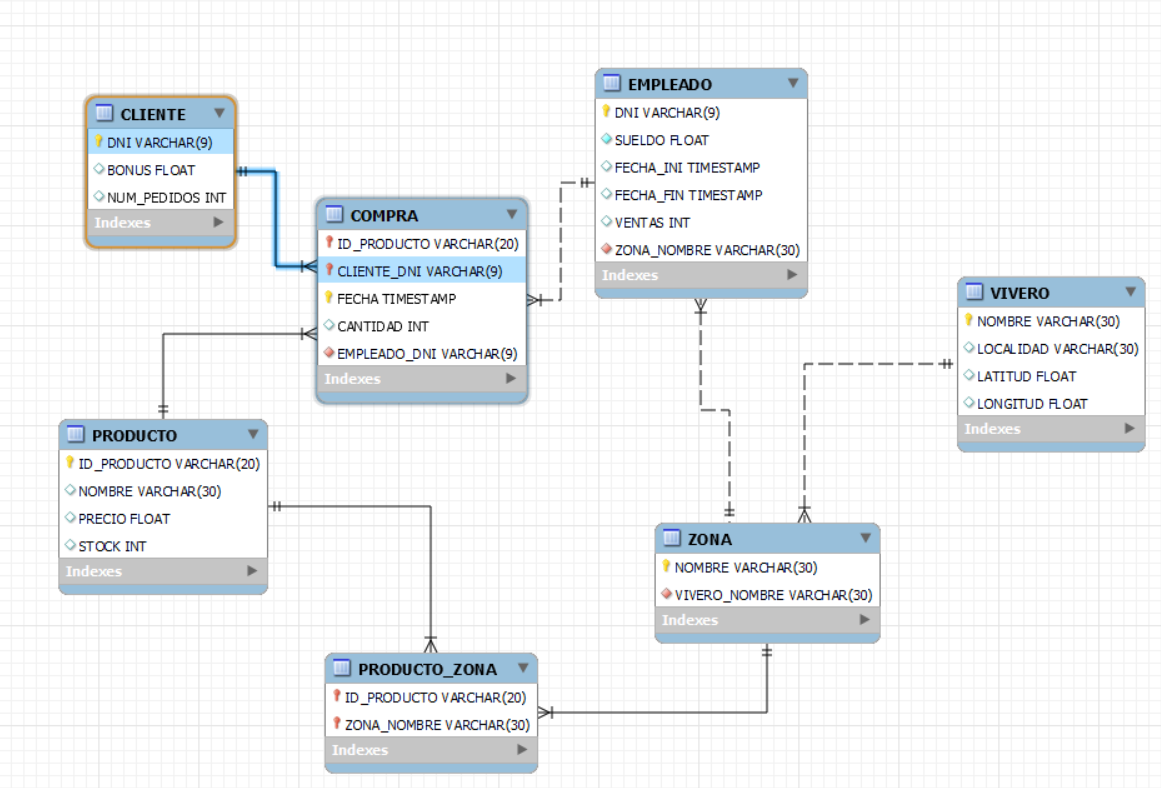 CLIENTE
DNI VARCHAR(9)
BONUS FLOAT
NUM_PEDIDOS INT
Indexes
COMPRA
ID_PRODUCTO VARCHAR(20)
CLIENTE_DNI VARCHAR(9)
FECHA TIMESTAMP
CANTIDAD INT
EMPLEADO_DNI VARCHAR(9)
Indexes
EMPLEADO
DNI VARCHAR(9)
SUELDO FLOAT
FECHA_INI TIMESTAMP
FECHA_FIN TIMESTAMP
VENTAS INT
ZONA_NOMBRE VARCHAR(30)
Indexes
VIVERO
NOMBRE VARCHAR(30)
LOCALIDAD VARCHAR(30)
LATITUD FLOAT
LONGITUD FLOAT
Indexes
PRODUCTO
ID_PRODUCTO VARCHAR(20)
NOMBRE VARCHAR(30)
PRECIO FLOAT
STOCK INT
Indexes
ZONA
NOMBRE VARCHAR(30)
VIVERO_NOMBRE VARCHAR(30)
Indexes
PRODUCTO_ZONA
ID_PRODUCTO VARCHAR(20)
ZONA_NOMBRE VARCHAR(30)
Indexes